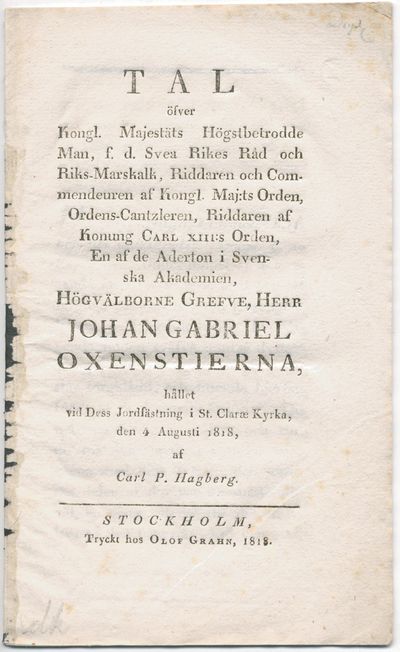 TAL
öfver
Kongl. Majestäts Högstbetrodde
Man, f. d. Svea Rikes Råd och
Riks-Marskalk, Riddaren och Com-
mendeuren af Kongl. Maj:ts Orden,
Ordens-Cantzleren, Riddaren af
Konung CARL XIII:s Orden,
En af de Aderton i Sven-
ska Akademien,
HÖGVÄLBORNE GREFVE, HERR
JOHAN GABRIEL
OXENSTIERNA,
hållet
vid Dess Jordfästning i St. Claræ Kyrka,
den 4 Augusti 1818,
af
Carl P. Hagberg.
STOCKHOLM,
Tryckt hos OLOF GRAHN, 1818.